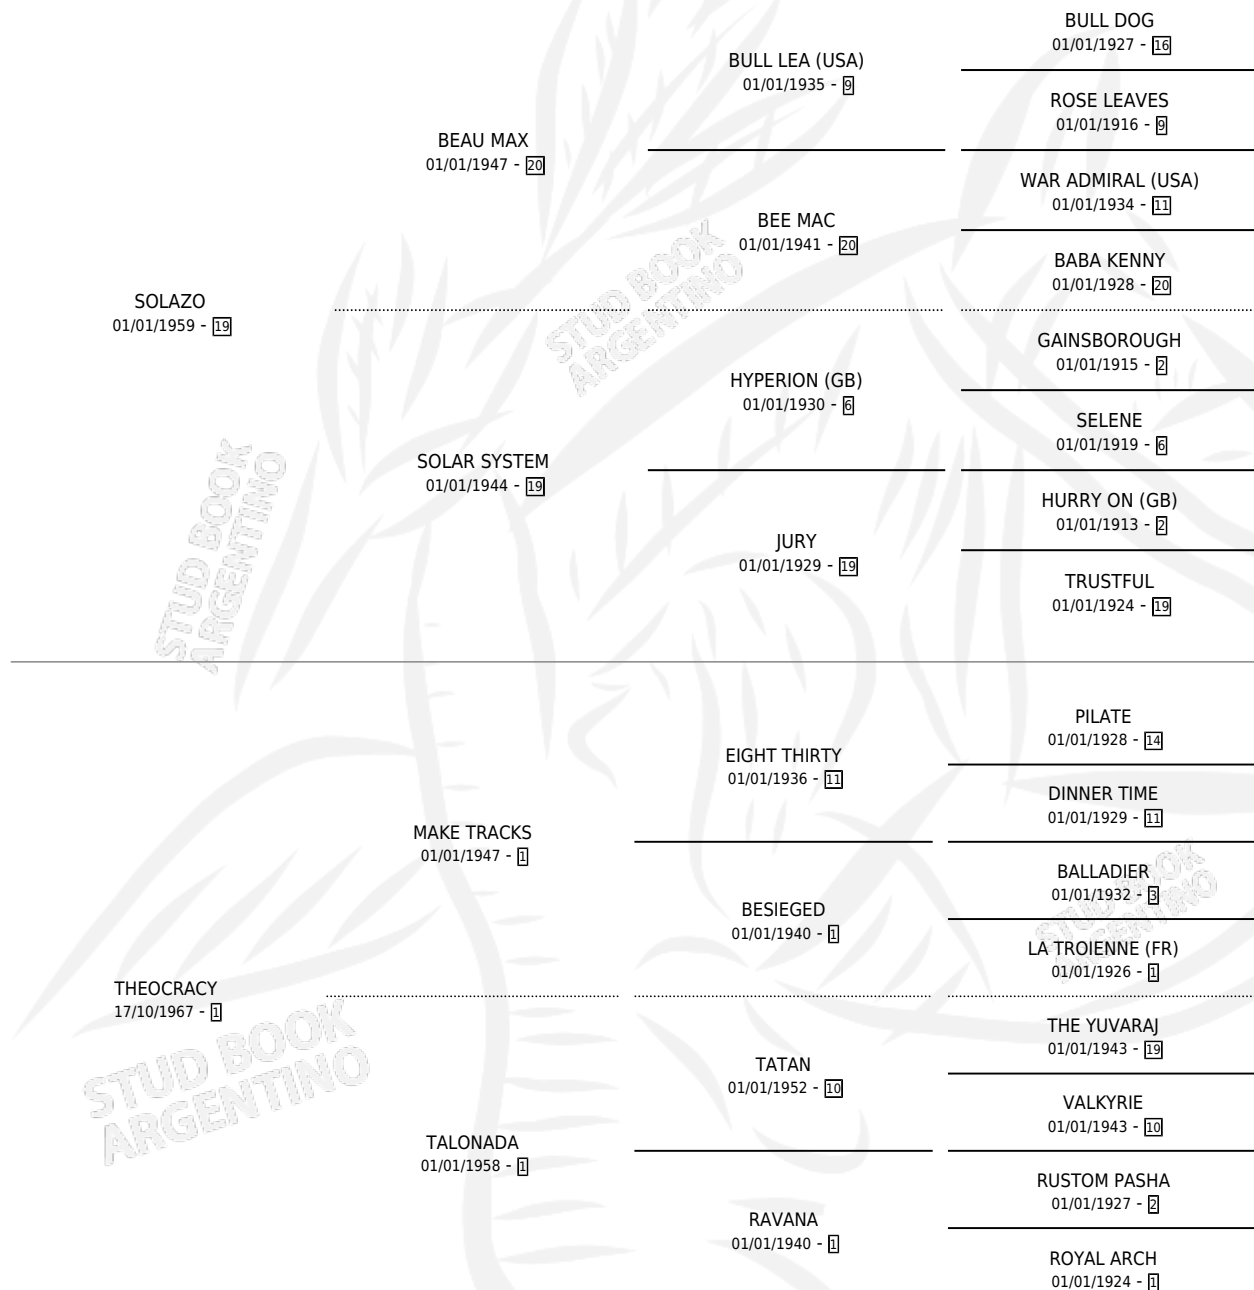 BULL DOG
01/01/1927 - 16
BULL LEA (USA)
01/01/1935 - 9
ROSE LEAVES
01/01/1916 - 9
BEAU MAX
01/01/1947 - 20
WAR ADMIRAL (USA)
01/01/1934 - 11
BEE MAC
01/01/1941 - 20
BABA KENNY
01/01/1928 - 20
SOLAZO
01/01/1959 - 19
STUD BOOK
ARGENTINO
GAINSBOROUGH
01/01/1915 - 2
HYPERION (GB)
01/01/1930 - 6
SELENE
01/01/1919 - 6
SOLAR SYSTEM
01/01/1944 - 19
HURRY ON (GB)
01/01/1913 - 2
JURY
01/01/1929 - 19
TRUSTFUL
01/01/1924 - 19
STUD BOOK
ARGENTINO
PILATE
01/01/1928 - 14
EIGHT THIRTY
01/01/1936 - 11
DINNER TIME
01/01/1929 - 11
MAKE TRACKS
01/01/1947 - 1
BALLADIER
01/01/1932 - 3
BESIEGED
01/01/1940 - 1
LA TROIENNE (FR)
01/01/1926 - 1
STUD BOOK
ARGENTINO
THEOCRACY
17/10/1967 - 1
STUD BOOK
ARGENTINO
THE YUVARAJ
01/01/1943 - 19
TATAN
01/01/1952 - 10
VALKYRIE
01/01/1943 - 10
TALONADA
01/01/1958 - 1
RUSTOM PASHA
01/01/1927 - 2
RAVANA
01/01/1940 - 1
ROYAL ARCH
01/01/1924 - 1